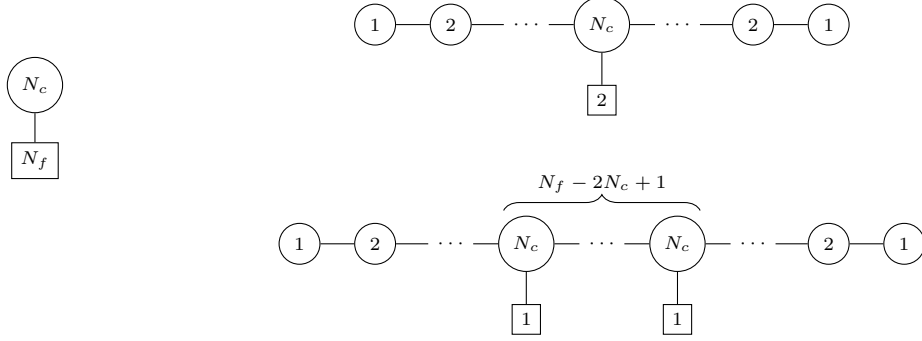 1 2 ⋯ N_c ⋯ 2 1
2
N_c
N_f
N_f − 2N_c + 1
1 2 ⋯ N_c ⋯ N_c ⋯ 2 1
1 1